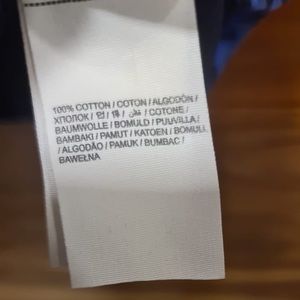 100% COTTON / COTON / ALGODÓN /
ХЛОПОК / 면 / 棉 / قطن / COTONE /
BAUMWOLLE / BOMULD / PUUVILLA /
BAMBAKI / PAMUT / KATOEN / BOMULL
/ ALGODÃO / PAMUK / BUMBAC /
BAWEŁNA